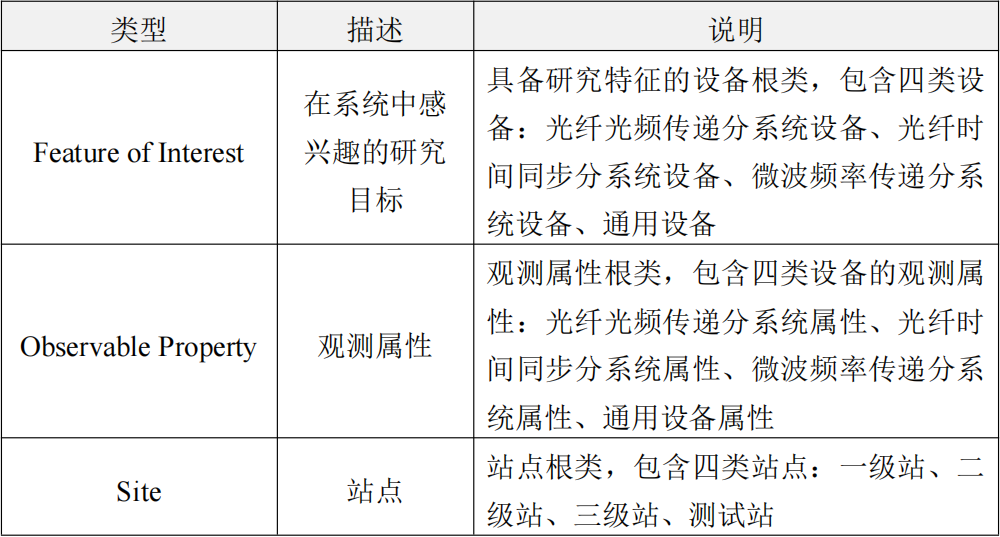 类型 描述 说明
Feature of Interest
在系统中感
兴趣的研究
目标
具备研究特征的设备根类，包含四类设
备：光纤光频传递分系统设备、光纤时
间同步分系统设备、微波频率传递分系
统设备、通用设备
Observable Property
观测属性
观测属性根类，包含四类设备的观测属
性：光纤光频传递分系统属性、光纤时
间同步分系统属性、微波频率传递分系
统属性、通用设备属性
Site
站点
站点根类，包含四类站点：一级站、二
级站、三级站、测试站